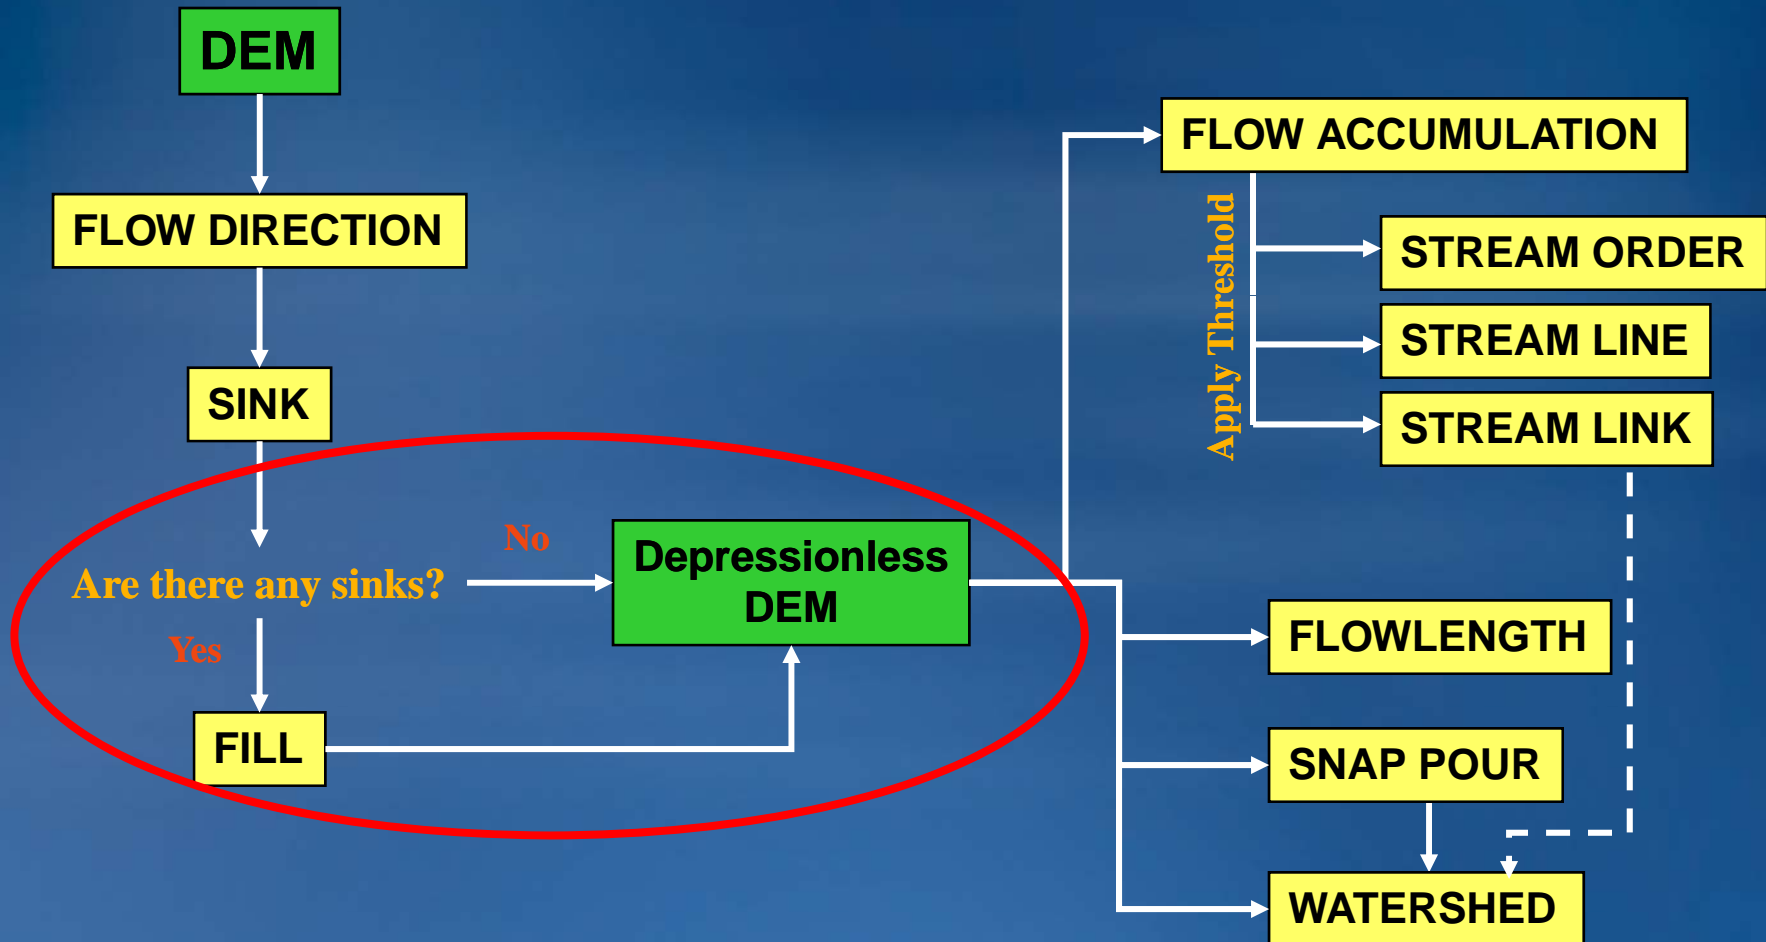 DEM
FLOW DIRECTION
SINK
Are there any sinks?
No
Yes
FILL
Depressionless
DEM
FLOW ACCUMULATION
Apply Threshold
STREAM ORDER
STREAM LINE
STREAM LINK
FLOWLENGTH
SNAP POUR
WATERSHED